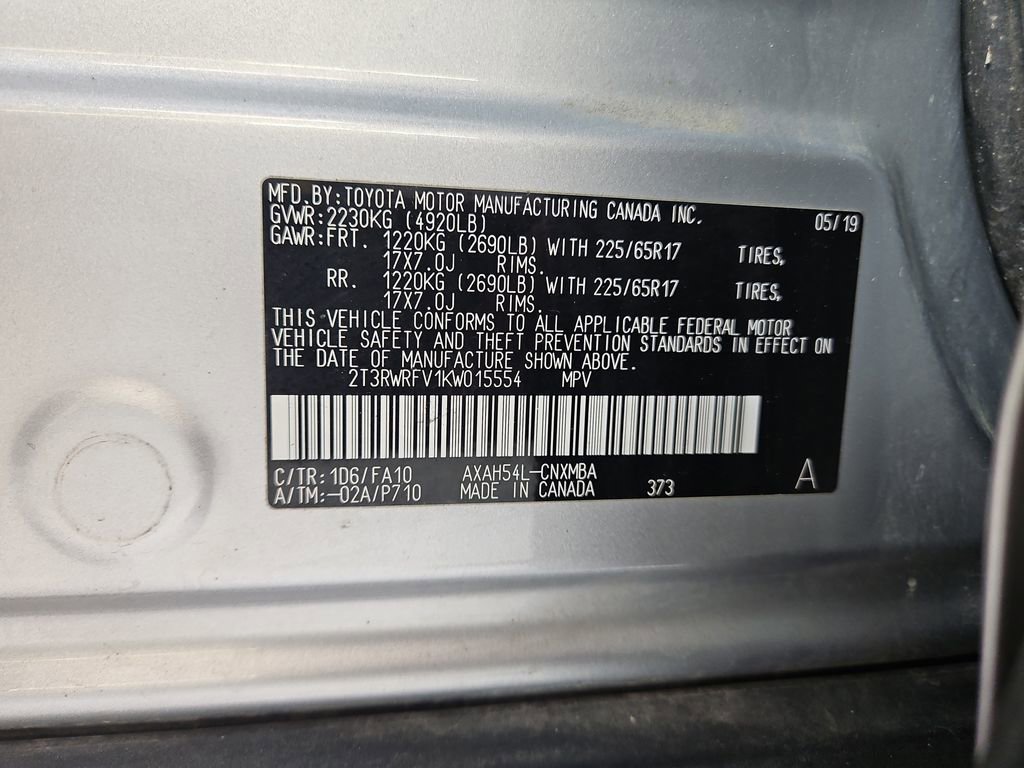 MFD.BY:TOYOTA MOTOR MANUFACTURING CANADA INC. 05/19
GVWR:2230KG (4920LB)
GAWR:FRT. 1220KG (2690LB) WITH 225/65R17 TIRES,
17X7.0J RIMS.
RR. 1220KG (2690LB) WITH 225/65R17 TIRES,
17X7.0J RIMS.
THIS VEHICLE CONFORMS TO ALL APPLICABLE FEDERAL MOTOR
VEHICLE SAFETY AND THEFT PREVENTION STANDARDS IN EFFECT ON
THE DATE OF MANUFACTURE SHOWN ABOVE.
2T3RWRFV1KW015554 MPV
C/TR:1D6/FA10 AXAH54L-CNXMBA
A/TM:-02A/P710 MADE IN CANADA 373 A